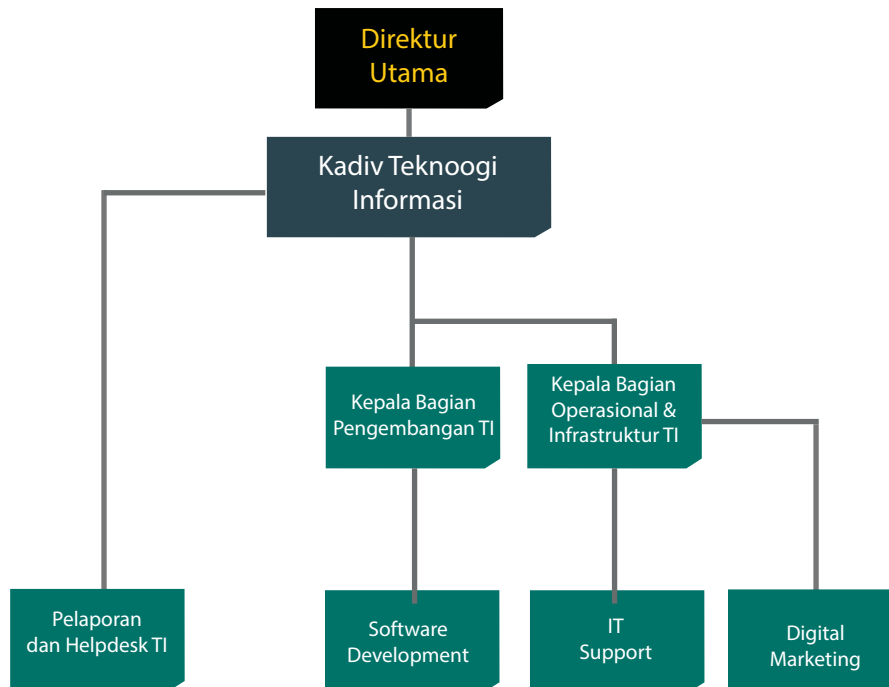 Direktur
Utama
Kadiv Teknoogi
Informasi
Kepala Bagian
Pengembangan TI
Kepala Bagian
Operasional &
Infrastruktur TI
Pelaporan
dan Helpdesk TI
Software
Development
IT
Support
Digital
Marketing